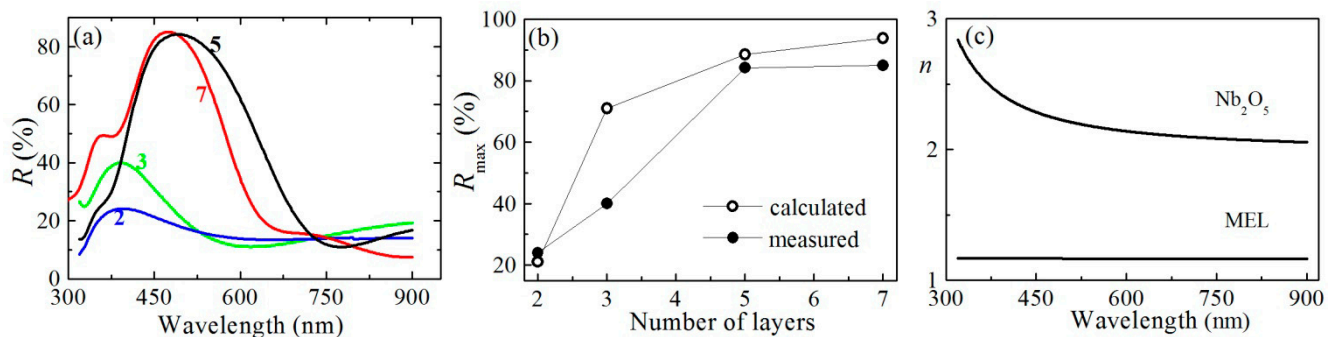 (a)
80
60
40
20
0
R (%)
5
7
3
2
300 450 600 750 900
Wavelength (nm)
(b)
100
80
60
40
20
Rmax (%)
calculated
measured
2 3 4 5 6 7
Number of layers
(c)
3
n
2
1
Nb2O5
MEL
300 450 600 750 900
Wavelength (nm)